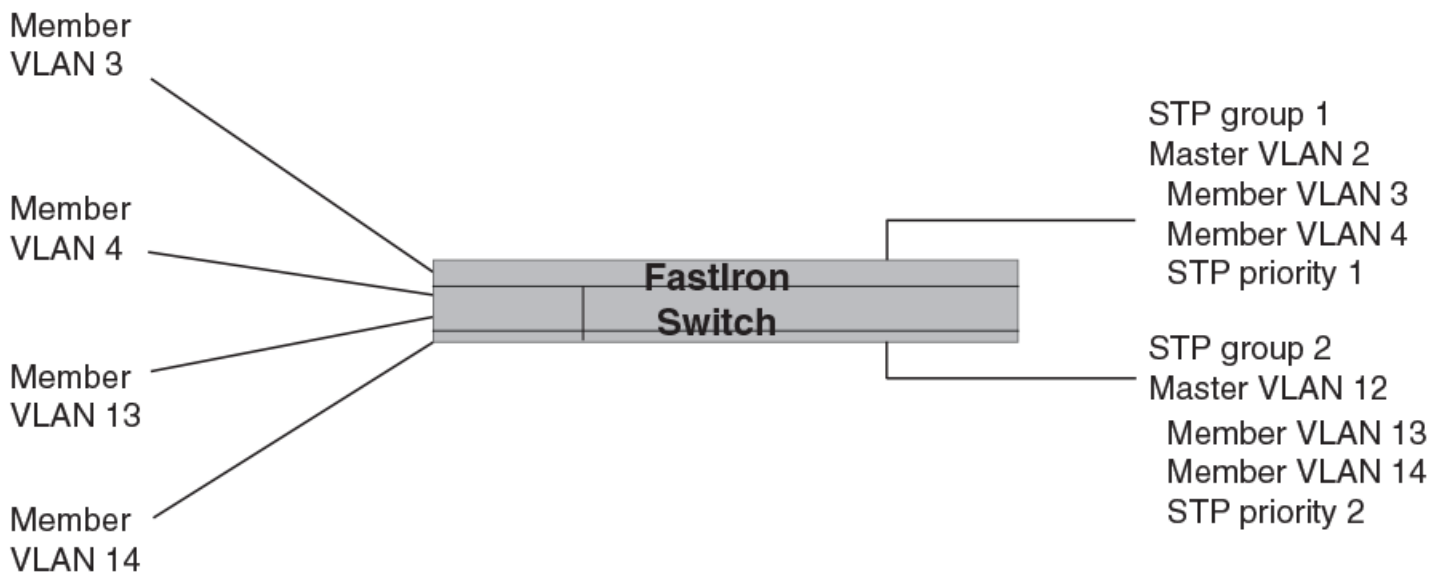 Member
VLAN 3
Member
VLAN 4
Member
VLAN 13
Member
VLAN 14
FastIron
Switch
STP group 1
Master VLAN 2
Member VLAN 3
Member VLAN 4
STP priority 1
STP group 2
Master VLAN 12
Member VLAN 13
Member VLAN 14
STP priority 2